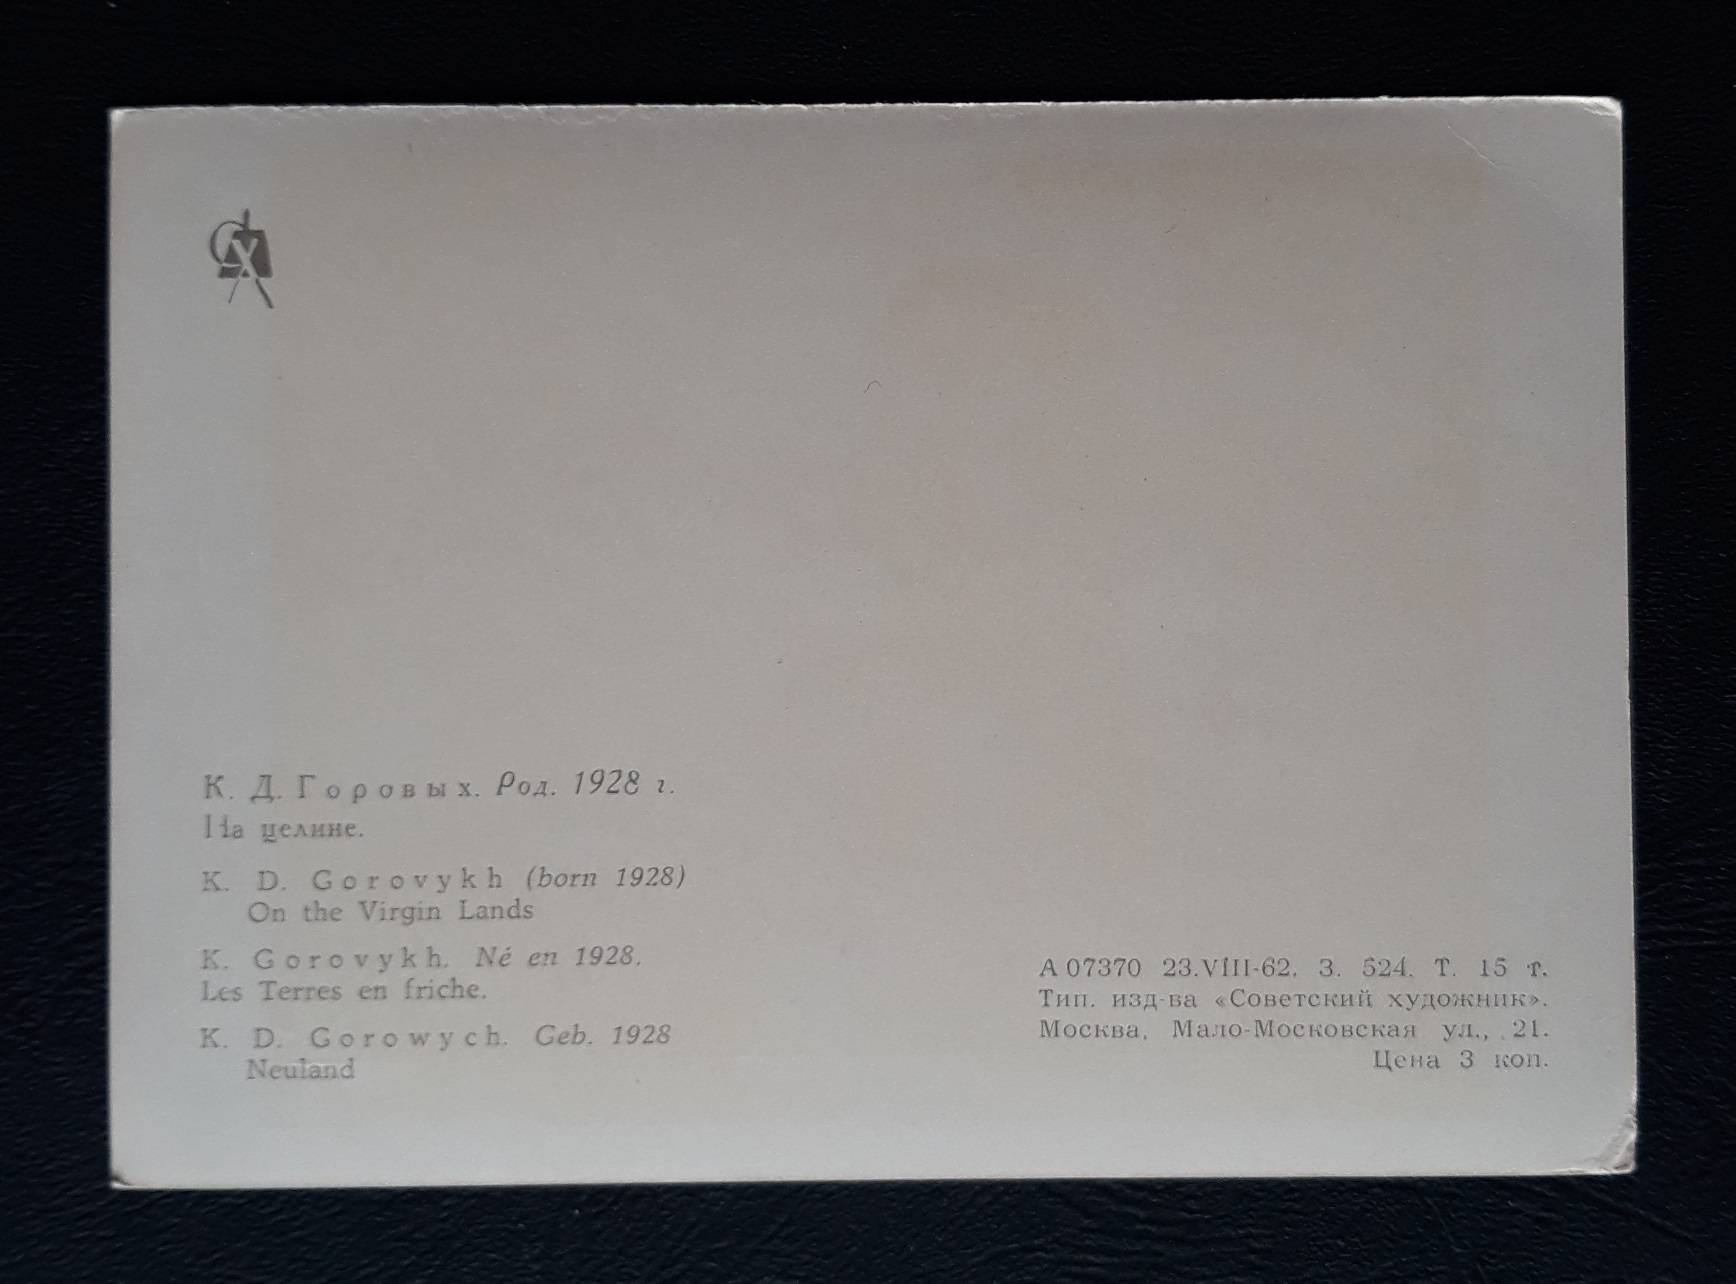 СХ
К. Д. Горовых. Род. 1928 г.
На целине.
K. D. Gorovykh (born 1928)
On the Virgin Lands
K. Gorovykh. Né en 1928.
Les Terres en friche.
K. D. Gorowych. Geb. 1928
Neuland
А 07370 23.VIII-62. З. 524. Т. 15 т.
Тип. изд-ва «Советский художник».
Москва, Мало-Московская ул., 21.
Цена 3 коп.